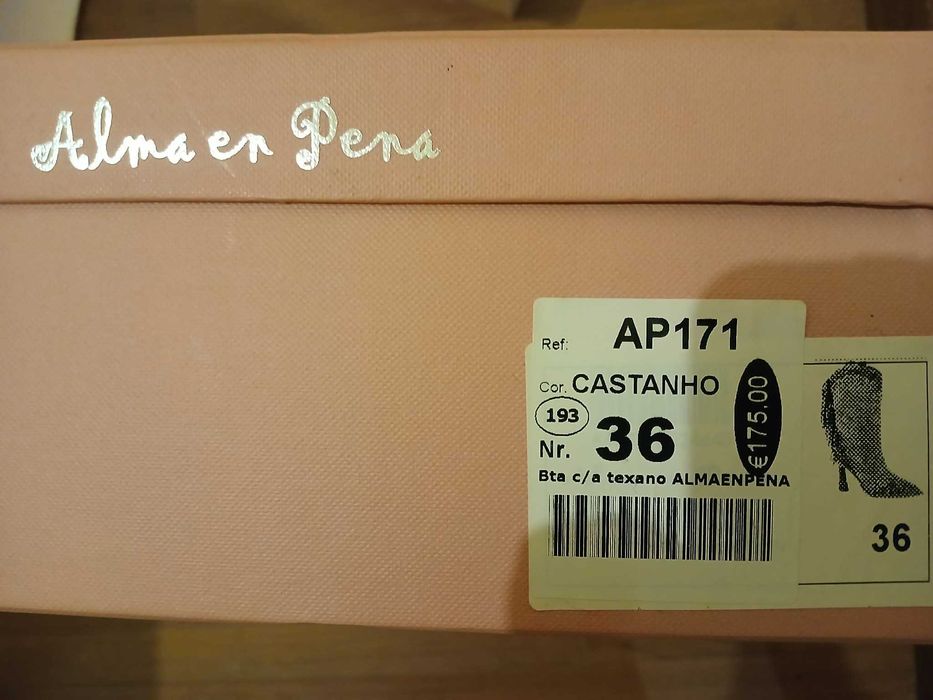 Alma en Pena
Ref: AP171
Cor. CASTANHO
193
€175.00
Nr. 36
Bta c/a texano ALMAENPENA
36